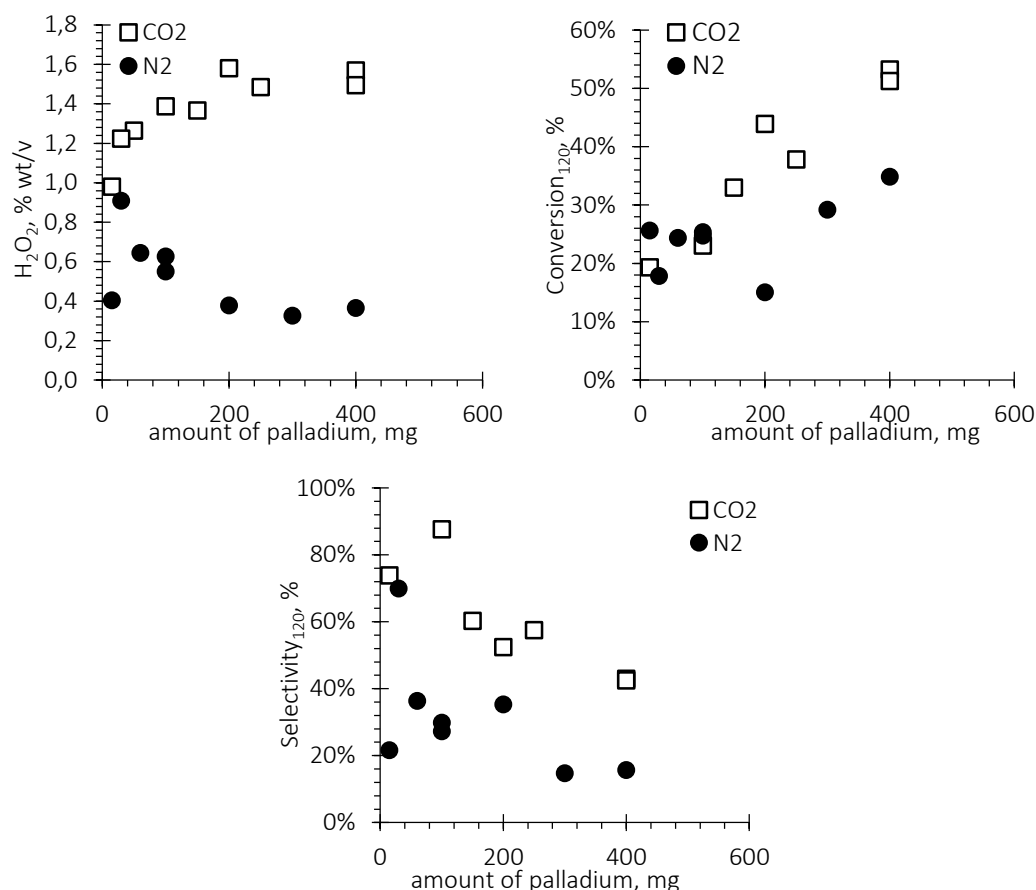 1,8
1,6
1,4
1,2
1,0
0,8
0,6
0,4
0,2
0,0
H₂O₂, % wt/v
CO2
N2
0 200 400 600
amount of palladium, mg
60%
50%
40%
30%
20%
10%
0%
Conversion₁₂₀, %
CO2
N2
0 200 400 600
amount of palladium, mg
100%
80%
60%
40%
20%
0%
Selectivity₁₂₀, %
CO2
N2
0 200 400 600
amount of palladium, mg